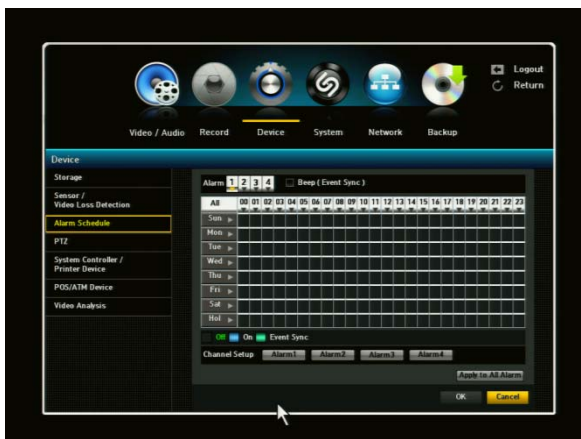 Logout
Return
Video / Audio Record Device System Network Backup
Device
Storage
Sensor /
Video Loss Detection
Alarm Schedule
PTZ
System Controller /
Printer Device
POS/ATM Device
Video Analysis
Alarm 1 2 3 4 Beep ( Event Sync )
All 00 01 02 03 04 05 06 07 08 09 10 11 12 13 14 15 16 17 18 19 20 21 22 23
Sun
Mon
Tue
Wed
Thu
Fri
Sat
Hol
Off On Event Sync
Channel Setup Alarm1 Alarm2 Alarm3 Alarm4
Apply to All Alarm
OK Cancel